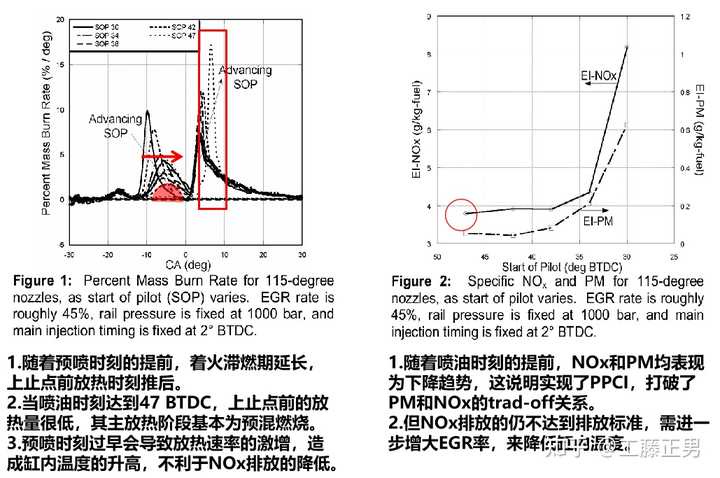 SOP 30
SOP 34
SOP 38
SOP 42
SOP 47
Advancing
SOP
Advancing
SOP
Percent Mass Burn Rate (% / deg)
20
15
10
5
0
-5
-30
-20
-10
0
10
20
30
CA (deg)
Figure 1: Percent Mass Burn Rate for 115-degree
nozzles, as start of pilot (SOP) varies. EGR rate is
roughly 45%, rail pressure is fixed at 1000 bar, and
main injection timing is fixed at 2° BTDC.
1.随着预喷时刻的提前，着火滞燃期延长，
上止点前放热时刻推后。
2.当喷油时刻达到47 BTDC，上止点前的放
热量很低，其主放热阶段基本为预混燃烧。
3.预喷时刻过早会导致放热速率的激增，造
成缸内温度的升高，不利于NOx排放的降低。
EI-NOx (g/kg-fuel)
9
8
7
6
5
4
3
EI-NOx
EI-PM
EI-PM
(g/kg-fuel)
1.2
1
0.8
0.6
0.4
0.2
0
50
45
40
35
30
25
Start of Pilot (deg BTDC)
Figure 2: Specific NOx and PM for 115-degree
nozzles, as start of pilot varies. EGR rate is roughly
45%, rail pressure is fixed at 1000 bar, and main
injection timing is fixed at 2° BTDC.
1.随着喷油时刻的提前，NOx和PM均表现
为下降趋势，这说明实现了PPCI，打破了
PM和NOx的trad-off关系。
2.但NOx排放的仍不达到排放标准，需进一
步增大EGR率，来降低缸内温度。
知乎 @工藤正男